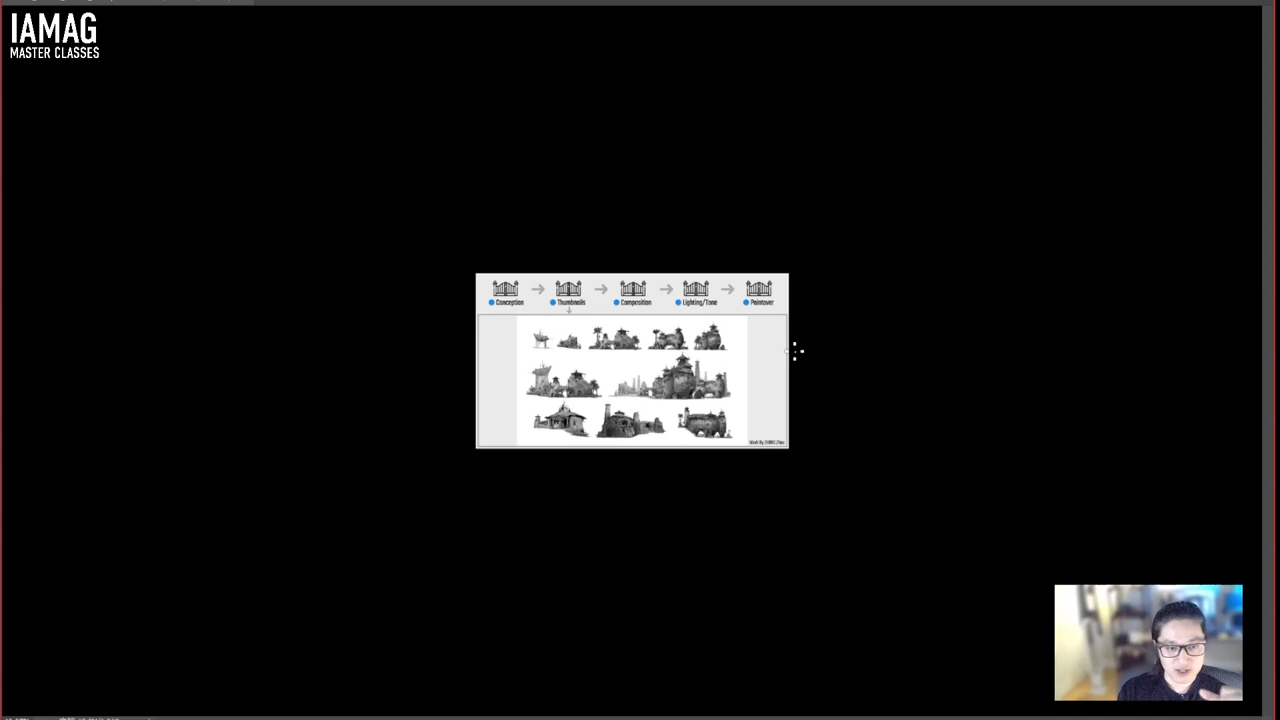 IAMAG
MASTER CLASSES
Conception
Thumbnails
Composition
Lighting/Tone
Paintover